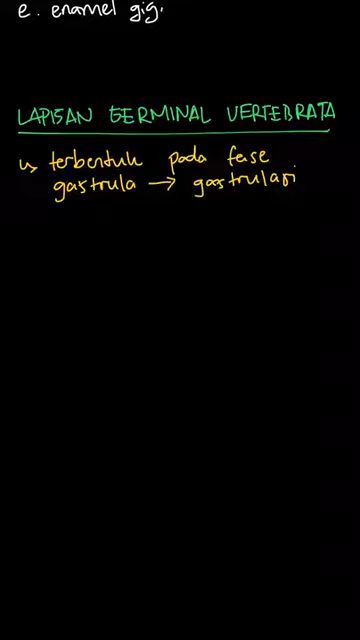 e. enamel gigi
LAPISAN GERMINAL VERTEBRATA
↳ terbentuk pada fase
gastrula → gastrulasi